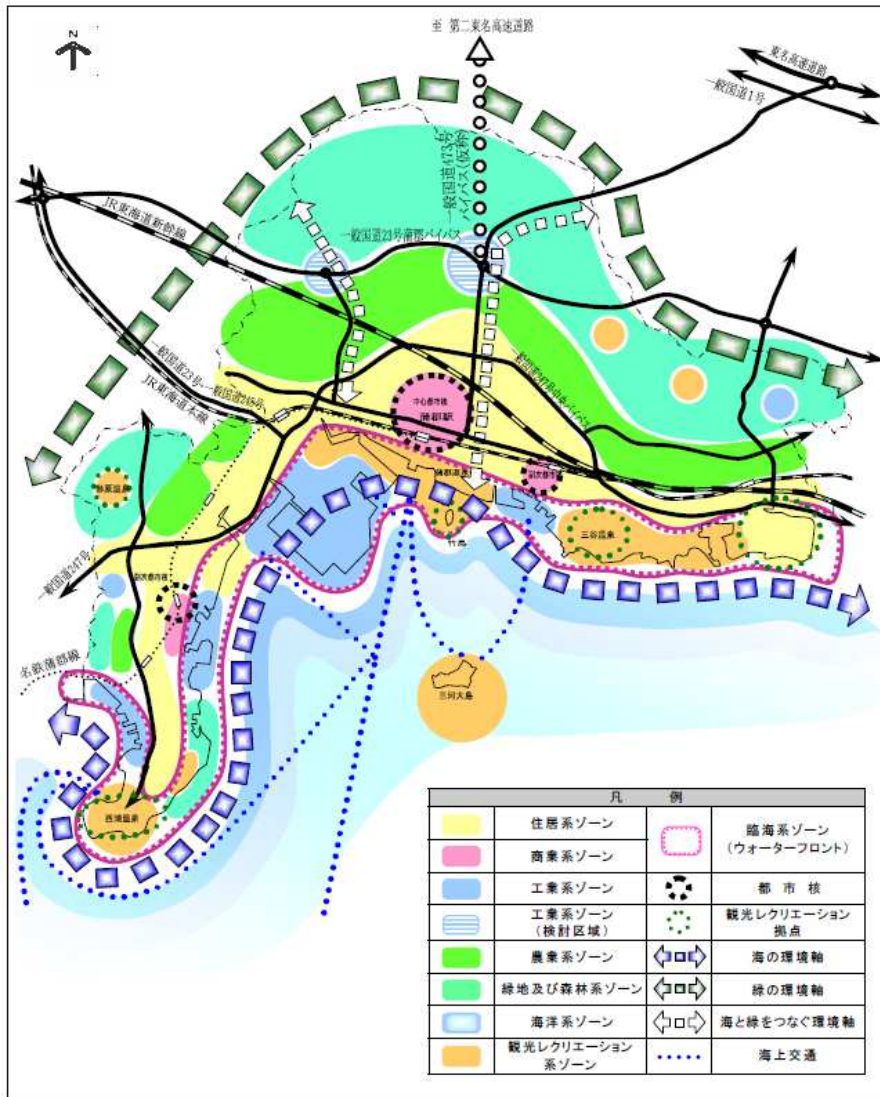 至 第二東名高速道路
N
東名高速道路
一般国道1号
一般国道473号
バイパス(仮称)
JR東海道新幹線
一般国道23号蒲郡バイパス
一般国道23号
一般国道248号
JR東海道本線
中心都市核
蒲郡駅
副次都市核
三谷温泉
竹島
一般国道247号
副次都市核
名鉄蒲郡線
三河大島
西浦温泉
凡 例
住居系ゾーン
商業系ゾーン
臨海系ゾーン
(ウォーターフロント)
工業系ゾーン
都 市 核
工業系ゾーン
(検討区域)
観光レクリエーション
拠点
農業系ゾーン
海の環境軸
緑地及び森林系ゾーン
緑の環境軸
海洋系ゾーン
海と緑をつなぐ環境軸
観光レクリエーション
系ゾーン
海上交通